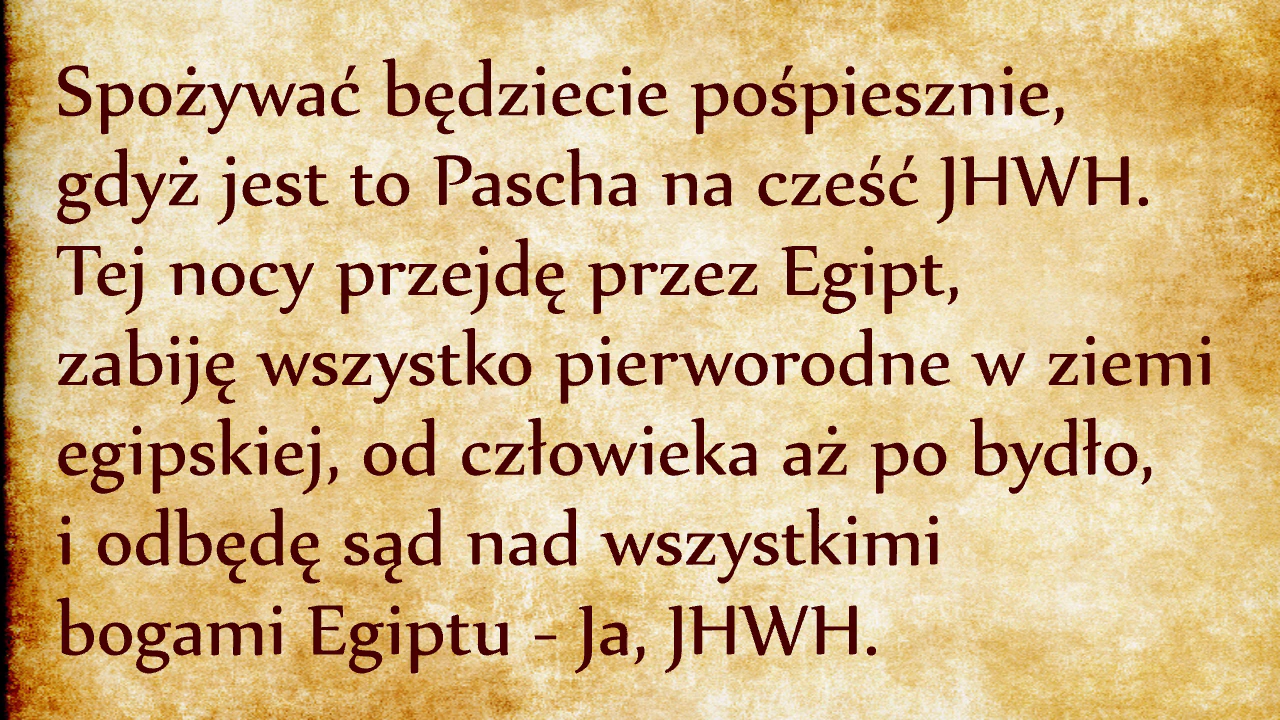 Spożywać będziecie pośpiesznie,
gdyż jest to Pascha na cześć JHWH.
Tej nocy przejdę przez Egipt,
zabiję wszystko pierworodne w ziemi
egipskiej, od człowieka aż po bydło,
i odbędę sąd nad wszystkimi
bogami Egiptu - Ja, JHWH.